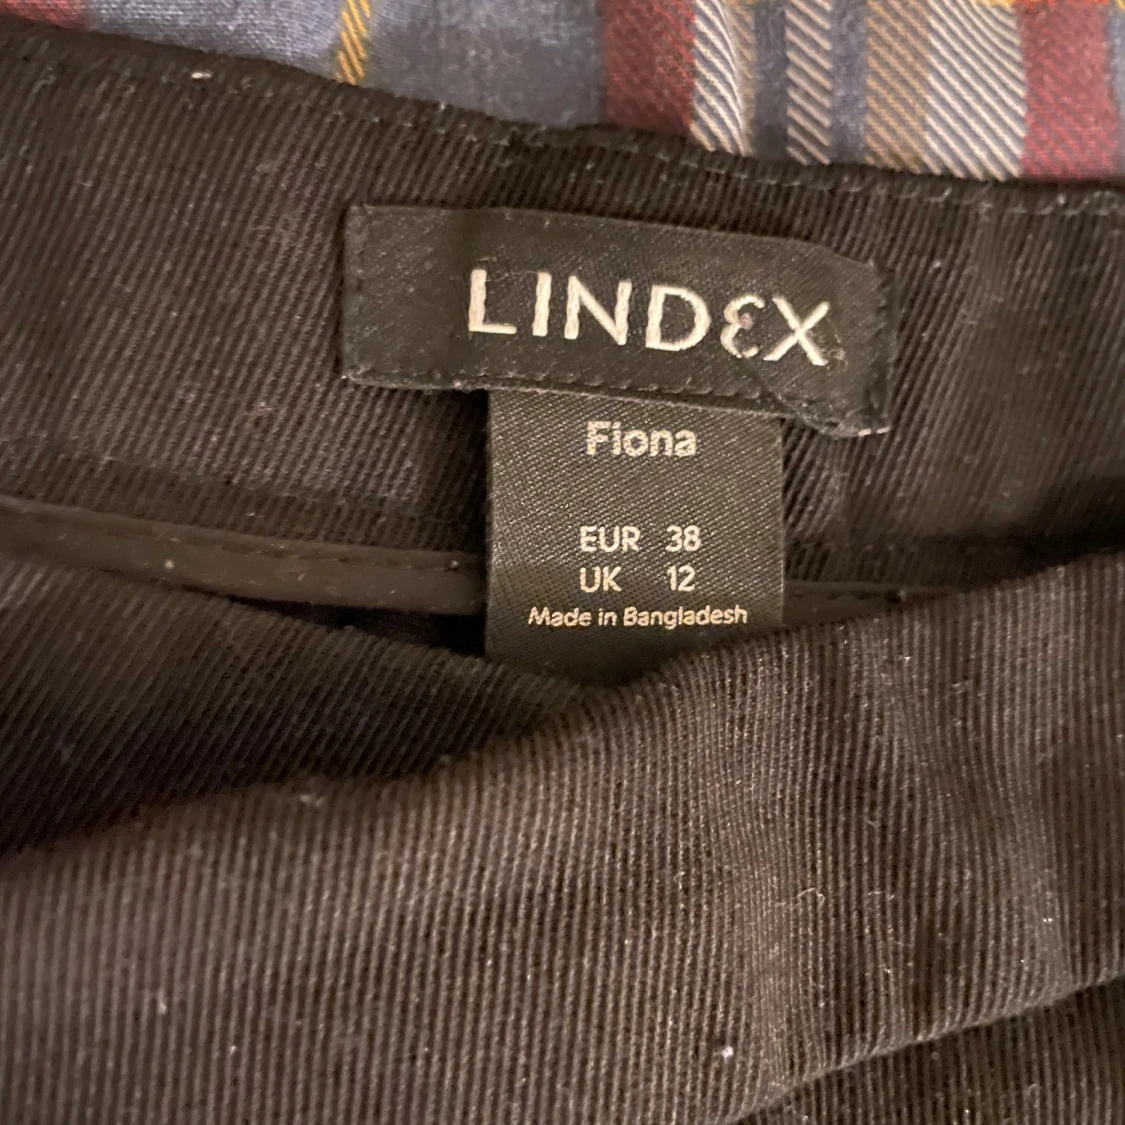 LINDEX
Fiona
EUR 38
UK 12
Made in Bangladesh